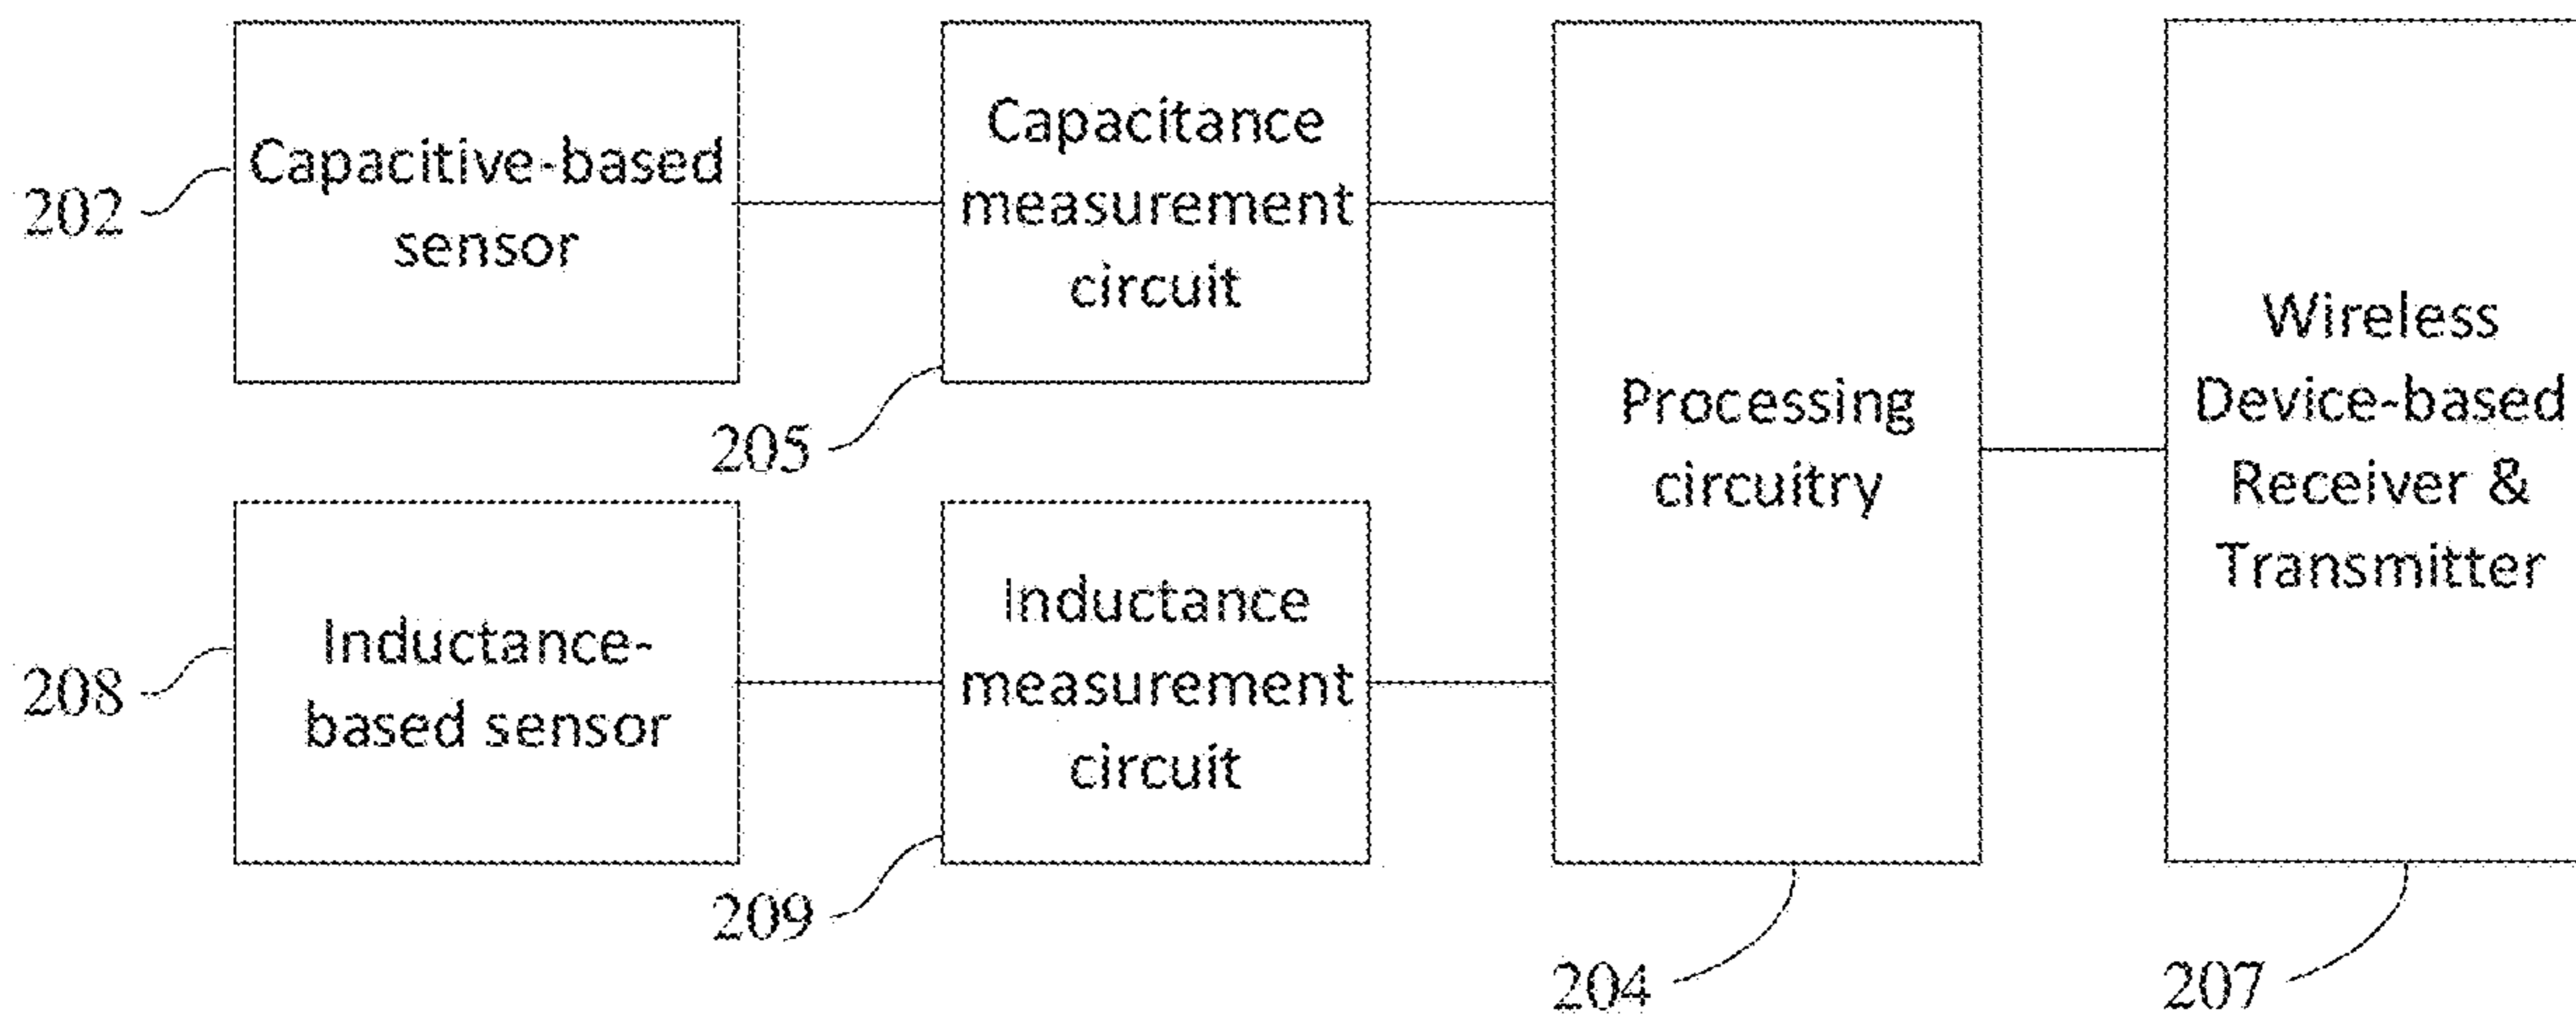 Capacitive-based
sensor
202
Capacitance
measurement
circuit
205
Inductance-
based sensor
208
Inductance
measurement
circuit
209
Processing
circuitry
204
Wireless
Device-based
Receiver &
Transmitter
207